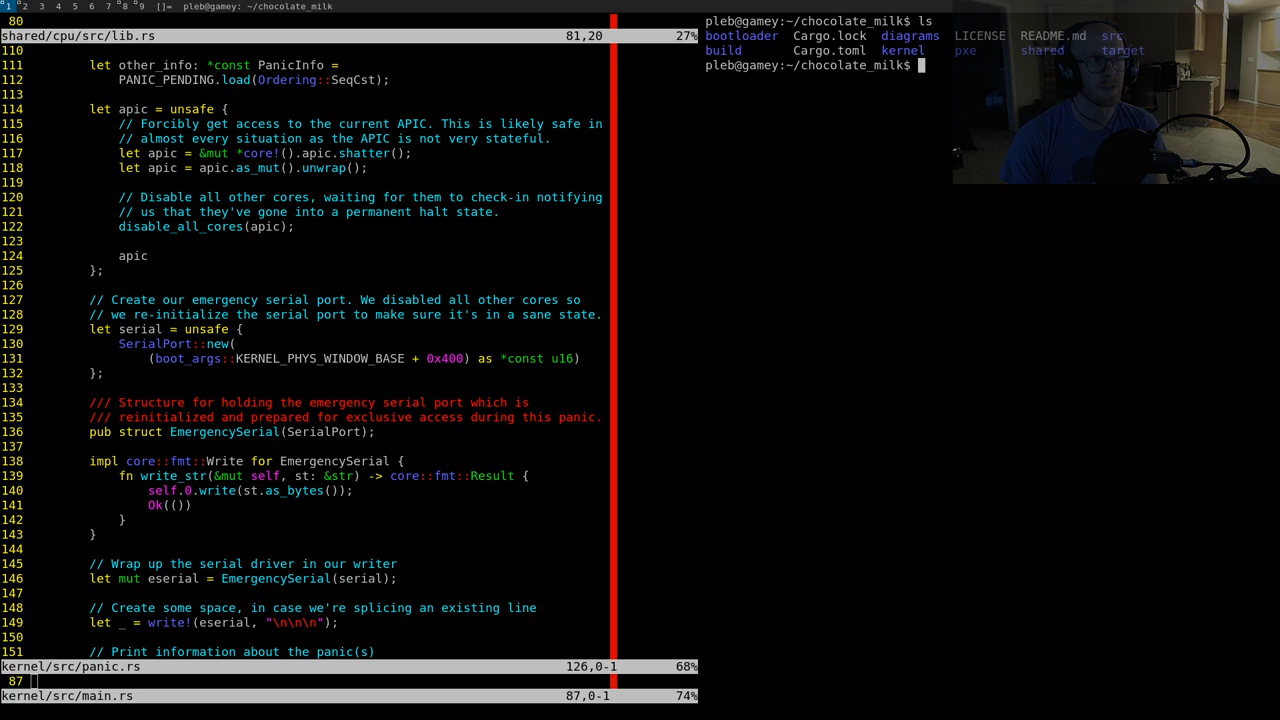 1 2 3 4 5 6 7 8 9 []= pleb@gamey: ~/chocolate_milk
80
shared/cpu/src/lib.rs 81,20 27%
110
111 let other_info: *const PanicInfo =
112 PANIC_PENDING.load(Ordering::SeqCst);
113
114 let apic = unsafe {
115 // Forcibly get access to the current APIC. This is likely safe in
116 // almost every situation as the APIC is not very stateful.
117 let apic = &mut *core!().apic.shatter();
118 let apic = apic.as_mut().unwrap();
119
120 // Disable all other cores, waiting for them to check-in notifying
121 // us that they've gone into a permanent halt state.
122 disable_all_cores(apic);
123
124 apic
125 };
126
127 // Create our emergency serial port. We disabled all other cores so
128 // we re-initialize the serial port to make sure it's in a sane state.
129 let serial = unsafe {
130 SerialPort::new(
131 (boot_args::KERNEL_PHYS_WINDOW_BASE + 0x400) as *const u16)
132 };
133
134 /// Structure for holding the emergency serial port which is
135 /// reinitialized and prepared for exclusive access during this panic.
136 pub struct EmergencySerial(SerialPort);
137
138 impl core::fmt::Write for EmergencySerial {
139 fn write_str(&mut self, st: &str) -> core::fmt::Result {
140 self.0.write(st.as_bytes());
141 Ok(())
142 }
143 }
144
145 // Wrap up the serial driver in our writer
146 let mut eserial = EmergencySerial(serial);
147
148 // Create some space, in case we're splicing an existing line
149 let _ = write!(eserial, "\n\n\n");
150
151 // Print information about the panic(s)
kernel/src/panic.rs 126,0-1 68%
87
kernel/src/main.rs 87,0-1 74%
pleb@gamey:~/chocolate_milk$ ls
bootloader Cargo.lock diagrams LICENSE README.md src
build Cargo.toml kernel pxe shared target
pleb@gamey:~/chocolate_milk$